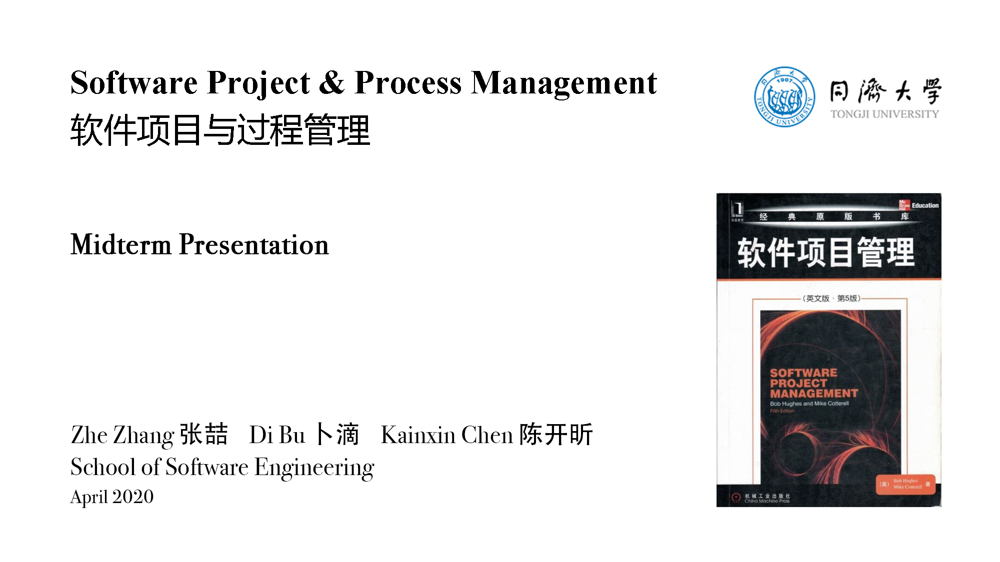 Software Project & Process Management
软件项目与过程管理
同濟大学
TONGJI UNIVERSITY
同濟大學
1907
TONGJI UNIVERSITY
Midterm Presentation
Mc Graw Hill Education
经典原版书库
软件项目管理
（英文版 · 第5版）
SOFTWARE
PROJECT
MANAGEMENT
Bob Hughes and Mike Cotterell
Fifth Edition
（英） Bob Hughes Mike Cotterell 著
机械工业出版社
China Machine Press
Zhe Zhang 张喆 Di Bu 卜滴 Kainxin Chen 陈开昕
School of Software Engineering
April 2020